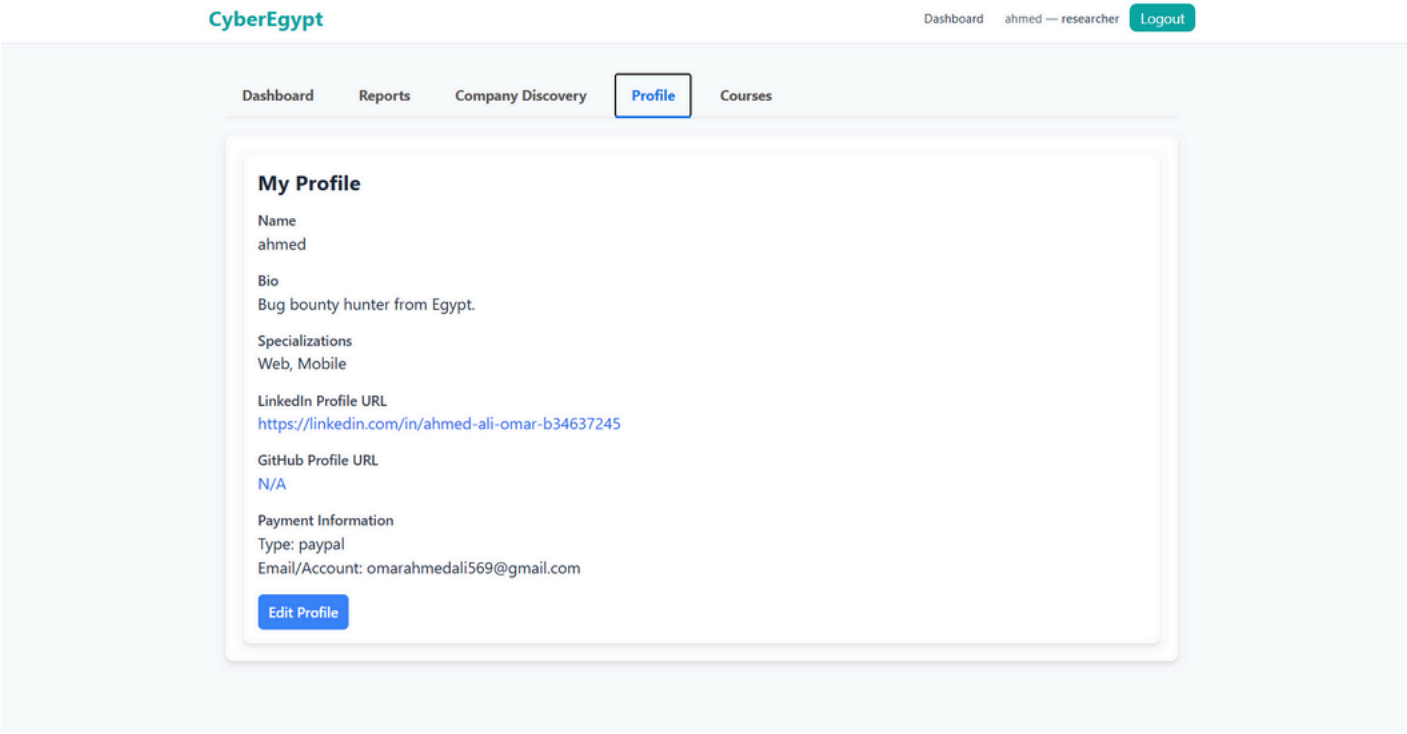 CyberEgypt
Dashboard ahmed — researcher Logout
Dashboard Reports Company Discovery Profile Courses
My Profile
Name
ahmed
Bio
Bug bounty hunter from Egypt.
Specializations
Web, Mobile
LinkedIn Profile URL
https://linkedin.com/in/ahmed-ali-omar-b34637245
GitHub Profile URL
N/A
Payment Information
Type: paypal
Email/Account: omarahmedali569@gmail.com
Edit Profile